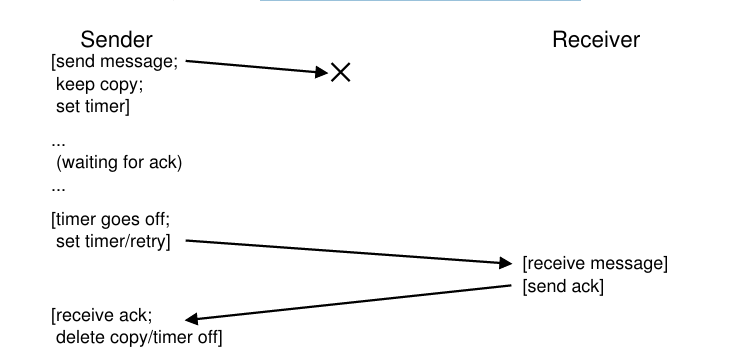 Sender
Receiver
[send message;
keep copy;
set timer]
...
(waiting for ack)
...
[timer goes off;
set timer/retry]
[receive message]
[send ack]
[receive ack;
delete copy/timer off]